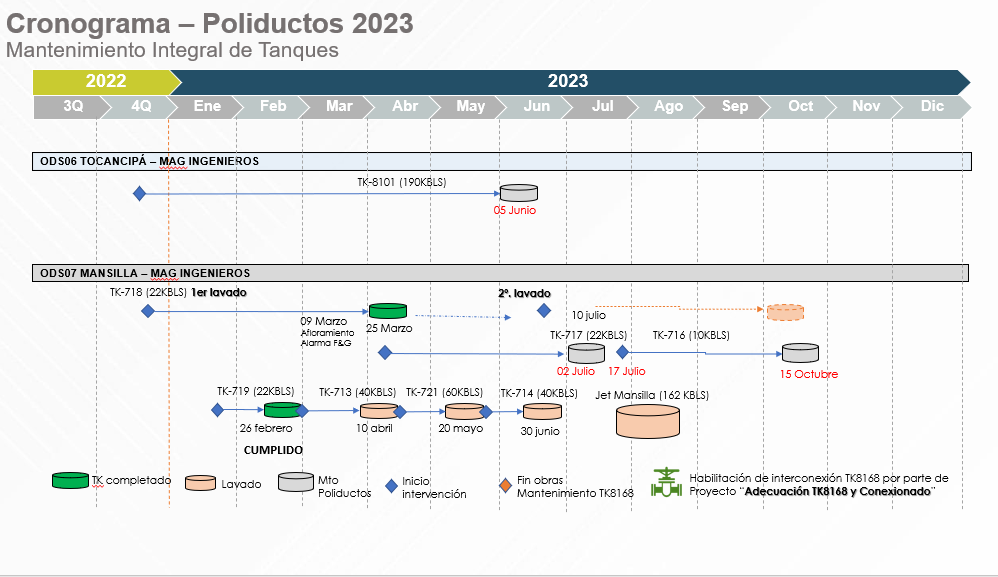 Cronograma – Poliductos 2023
Mantenimiento Integral de Tanques
2022 2023
3Q 4Q Ene Feb Mar Abr May Jun Jul Ago Sep Oct Nov Dic
ODS06 TOCANCIPÁ – MAG INGENIEROS
TK-8101 (190KBLS)
05 Junio
ODS07 MANSILLA – MAG INGENIEROS
TK-718 (22KBLS) 1er lavado
2º. lavado
09 Marzo
Aforamiento
Alarma F&G
25 Marzo
10 julio
TK-717 (22KBLS)
TK-716 (10KBLS)
02 Julio
17 Julio
15 Octubre
TK-719 (22KBLS)
TK-713 (40KBLS)
TK-721 (60KBLS)
TK-714 (40KBLS)
Jet Mansilla (162 KBLS)
26 febrero
10 abril
20 mayo
30 junio
CUMPLIDO
TK completado
Lavado
Mto
Poliductos
Inicio
intervención
Fin obras
Mantenimiento TK8168
Habilitación de interconexión TK8168 por parte de
Proyecto “Adecuación TK8168 y Conexionado”